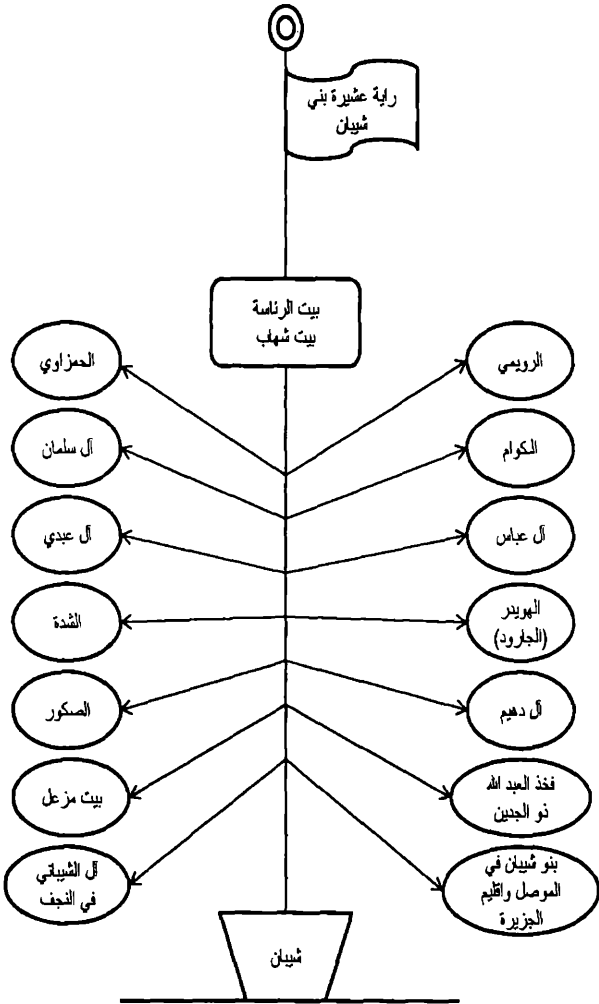 راية عشيرة بني
شيبان
بيت الرئاسة
بيت شهاب
الرويمي
الحمزاوي
الكوام
آل سلمان
آل عباس
آل عبدي
الهويدر
(الجارود)
الشدة
آل دهيم
الصكور
فخذ العبد الله
ذو الجدين
بيت مزعل
بنو شيبان في
الموصل واقليم
الجزيرة
آل الشيباني
في النجف
شيبان